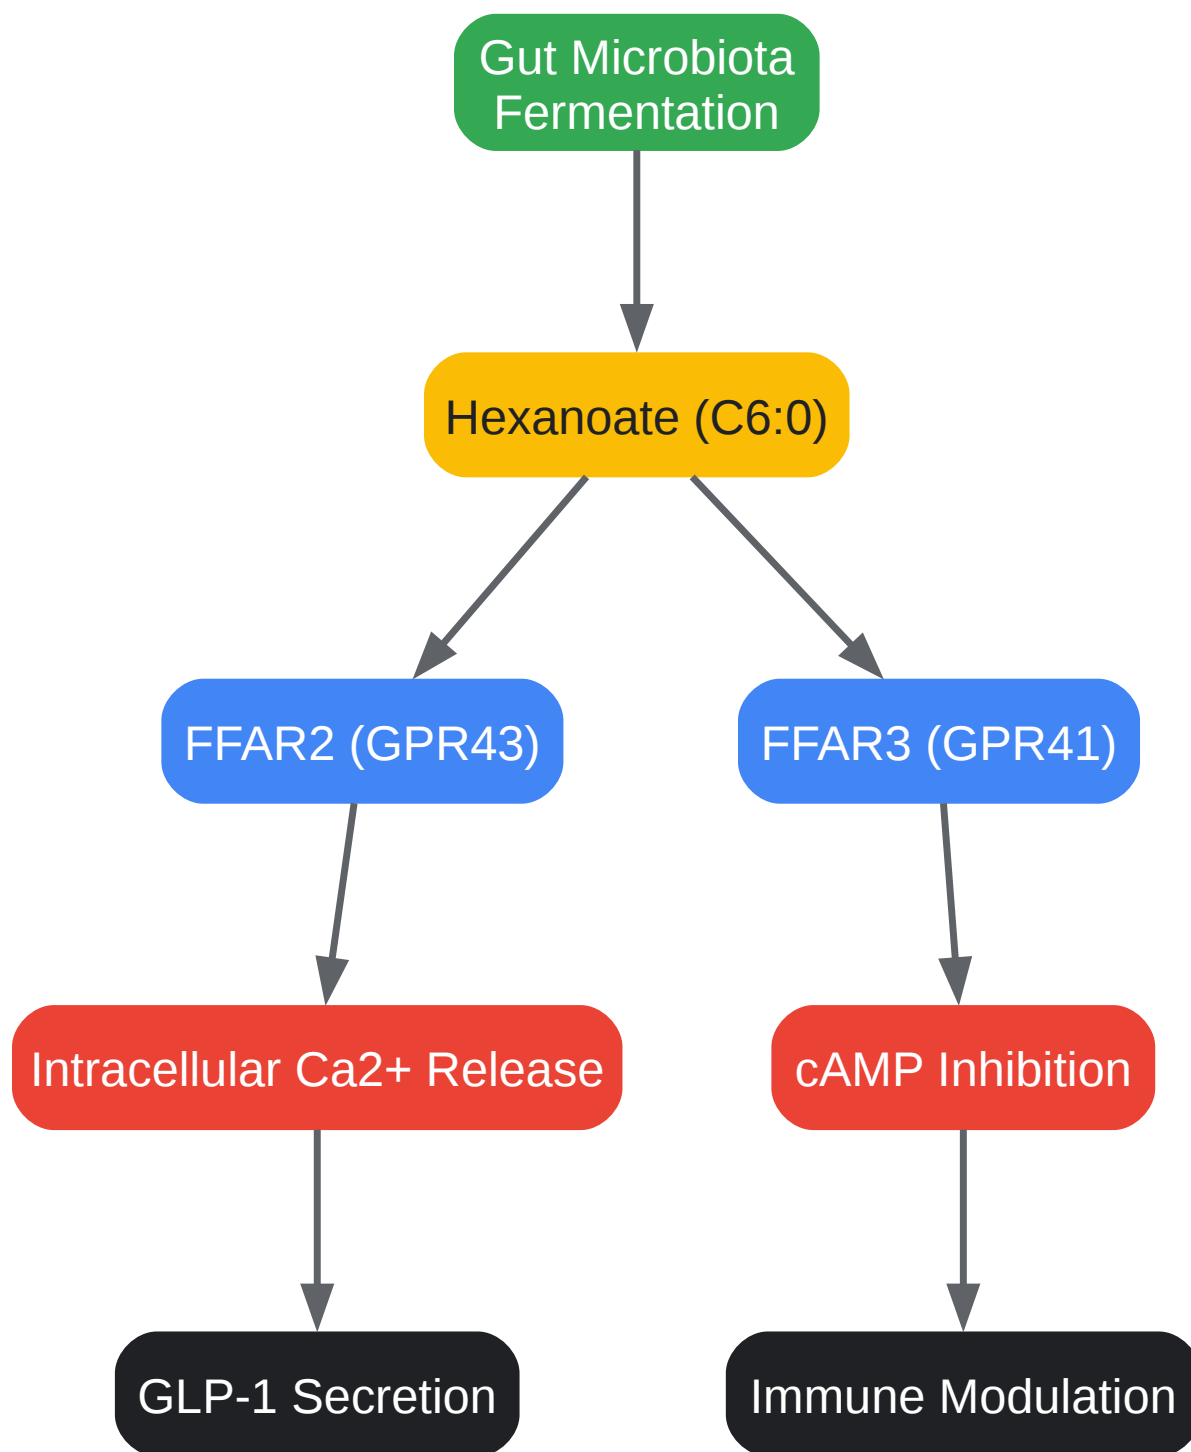 Gut Microbiota
Fermentation
Hexanoate (C6:0)
FFAR2 (GPR43)
FFAR3 (GPR41)
Intracellular Ca2+ Release
cAMP Inhibition
GLP-1 Secretion
Immune Modulation